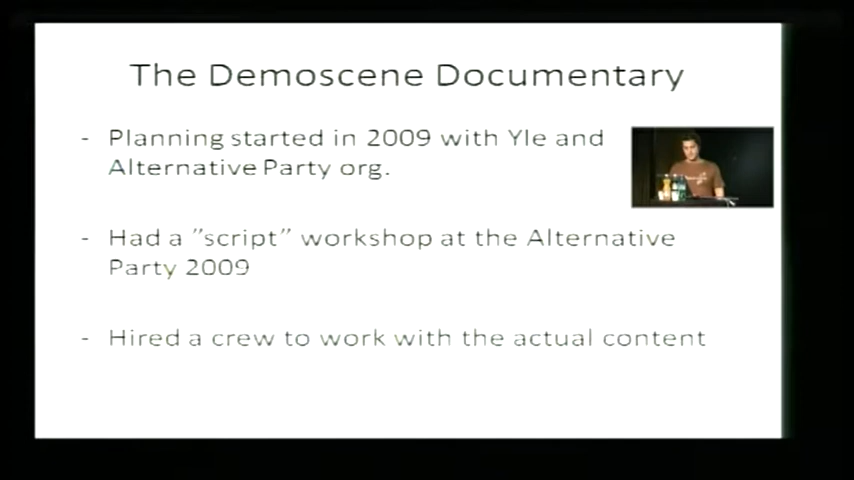 The Demoscene Documentary
- Planning started in 2009 with Yle and
Alternative Party org.
- Had a ”script” workshop at the Alternative
Party 2009
- Hired a crew to work with the actual content